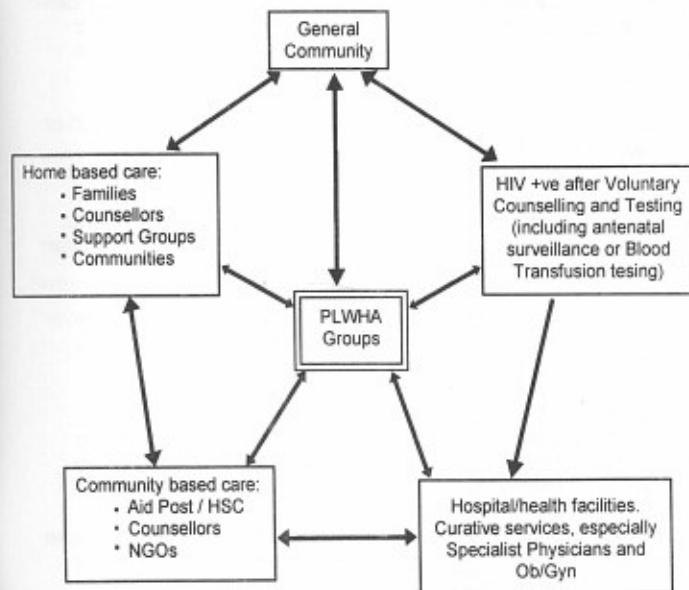 General
Community
Home based care:
• Families
• Counsellors
• Support Groups
• Communities
HIV +ve after Voluntary
Counselling and Testing
(including antenatal
surveillance or Blood
Transfusion tesing)
PLWHA
Groups
Community based care:
• Aid Post / HSC
• Counsellors
• NGOs
Hospital/health facilities.
Curative services, especially
Specialist Physicians and
Ob/Gyn